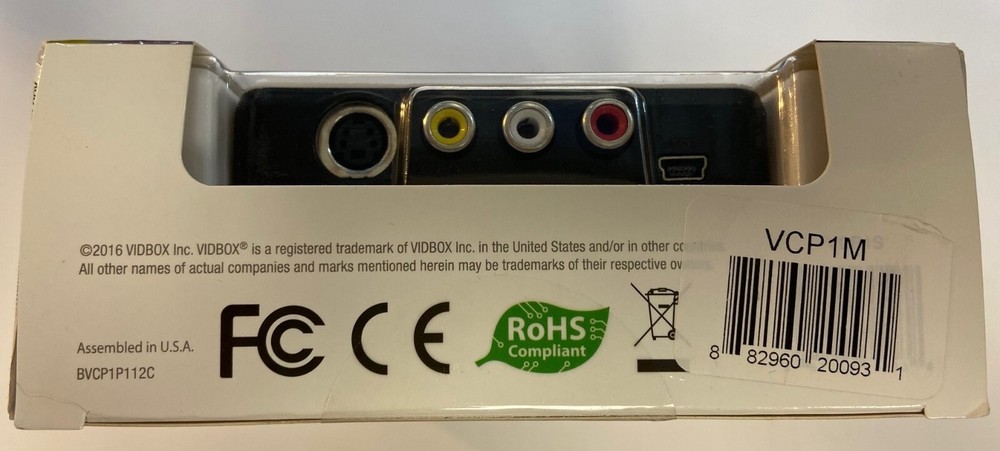 ©2016 VIDBOX Inc. VIDBOX® is a registered trademark of VIDBOX Inc. in the United States and/or in other countries.
All other names of actual companies and marks mentioned herein may be trademarks of their respective ow
Assembled in U.S.A.
BVCP1P112C
FC
CE
RoHS
Compliant
VCP1M
8 82960 20093 1